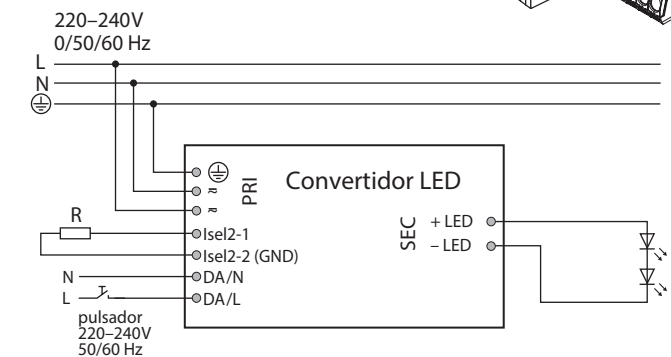 220–240V
0/50/60 Hz
L
N
PRI
Convertidor LED
≈
≈
R
Isel2-1
Isel2-2 (GND)
SEC
+ LED
– LED
N
DA/N
L
DA/L
pulsador
220–240V
50/60 Hz